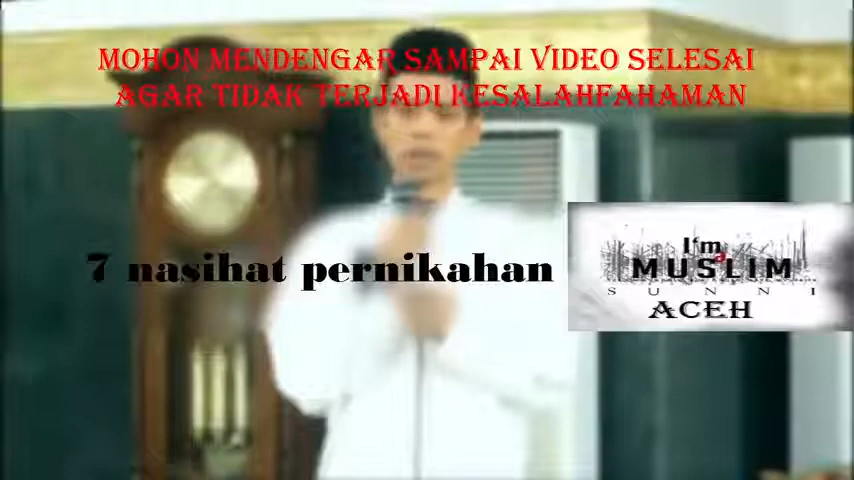 MOHON MENDENGAR SAMPAI VIDEO SELESAI
AGAR TIDAK TERJADI KESALAHFAHAMAN
7 nasihat pernikahan
I'm a
MUSLIM
SUNNI
ACEH